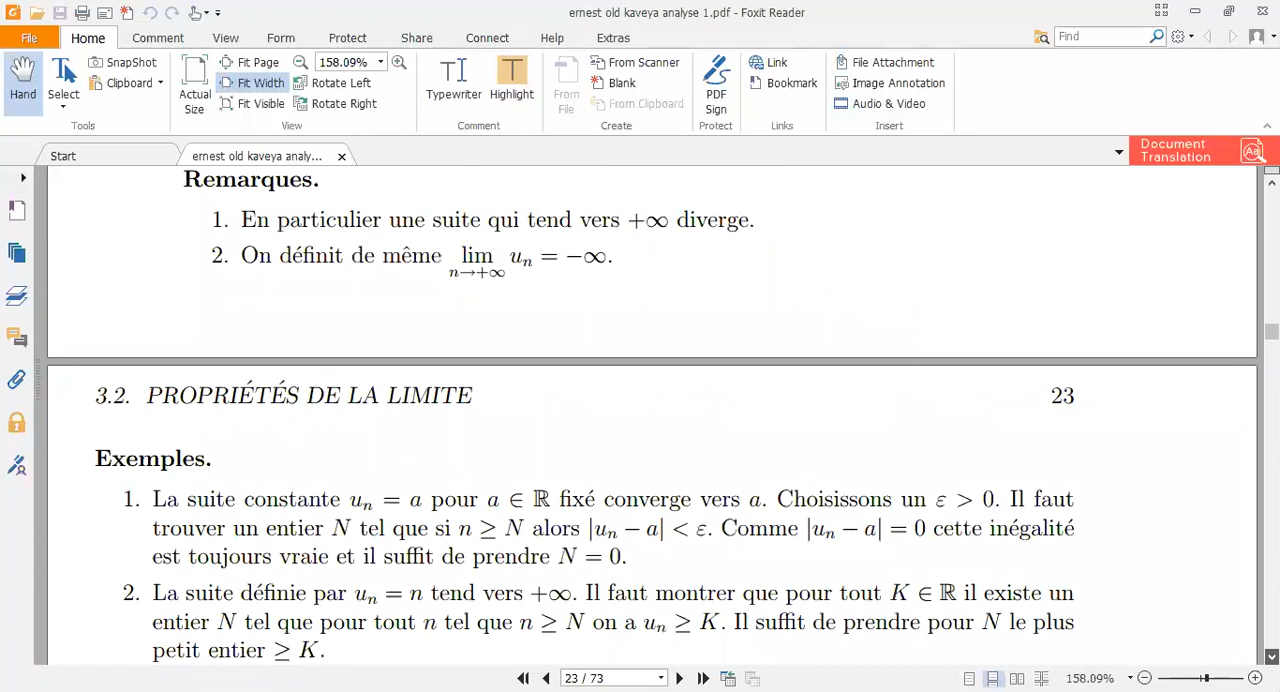 ernest old kaveya analyse 1.pdf - Foxit Reader
File Home Comment View Form Protect Share Connect Help Extras Find
Hand Select SnapShot Clipboard Actual Size Fit Page Fit Width Fit Visible 158.09% Rotate Left Rotate Right Typewriter Highlight From File From Scanner Blank From Clipboard PDF Sign Link Bookmark File Attachment Image Annotation Audio & Video
Tools View Comment Create Protect Links Insert
Start ernest old kaveya analy... Document Translation
Remarques.
1. En particulier une suite qui tend vers +∞ diverge.
2. On définit de même lim n→+∞ uₙ = −∞.
3.2. PROPRIÉTÉS DE LA LIMITE 23
Exemples.
1. La suite constante uₙ = a pour a ∈ ℝ fixé converge vers a. Choisissons un ε > 0. Il faut
trouver un entier N tel que si n ≥ N alors |uₙ − a| < ε. Comme |uₙ − a| = 0 cette inégalité
est toujours vraie et il suffit de prendre N = 0.
2. La suite définie par uₙ = n tend vers +∞. Il faut montrer que pour tout K ∈ ℝ il existe un
entier N tel que pour tout n tel que n ≥ N on a uₙ ≥ K. Il suffit de prendre pour N le plus
petit entier ≥ K.
23 / 73 158.09%